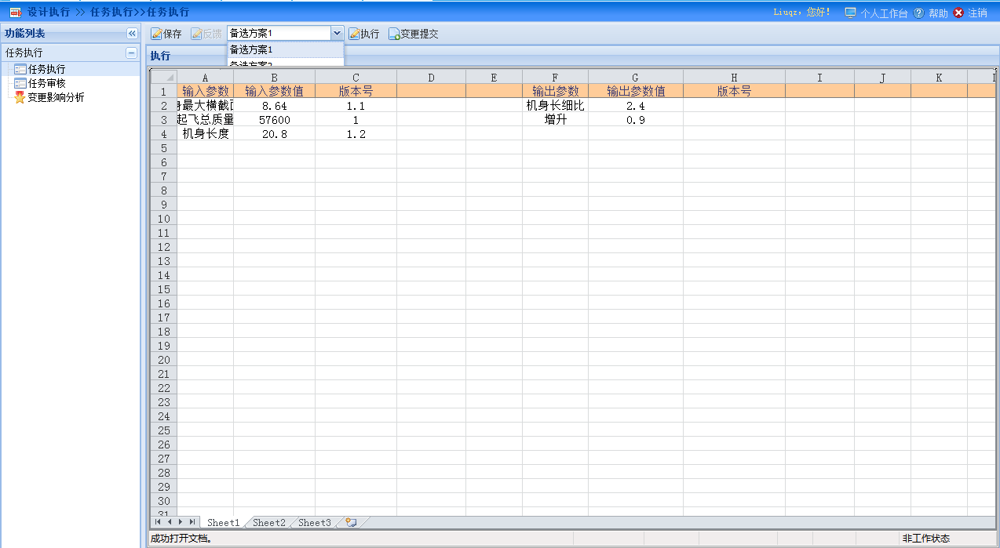 设计执行 >> 任务执行>>任务执行
Liuqz，您好! 个人工作台 帮助 注销
功能列表
任务执行
任务执行
任务审核
变更影响分析
保存 反馈 备选方案1 执行 变更提交
备选方案1
执行
A B C D E F G H I J K
1 输入参数 输入参数值 版本号 输出参数 输出参数值 版本号
2 最大横截 8.64 1.1 机身长细比 2.4
3 起飞总质量 57600 1 增升 0.9
4 机身长度 20.8 1.2
5
6
7
8
9
10
11
12
13
14
15
16
17
18
19
20
21
22
23
24
25
26
27
28
29
30
31
Sheet1 Sheet2 Sheet3
成功打开文档。 非工作状态